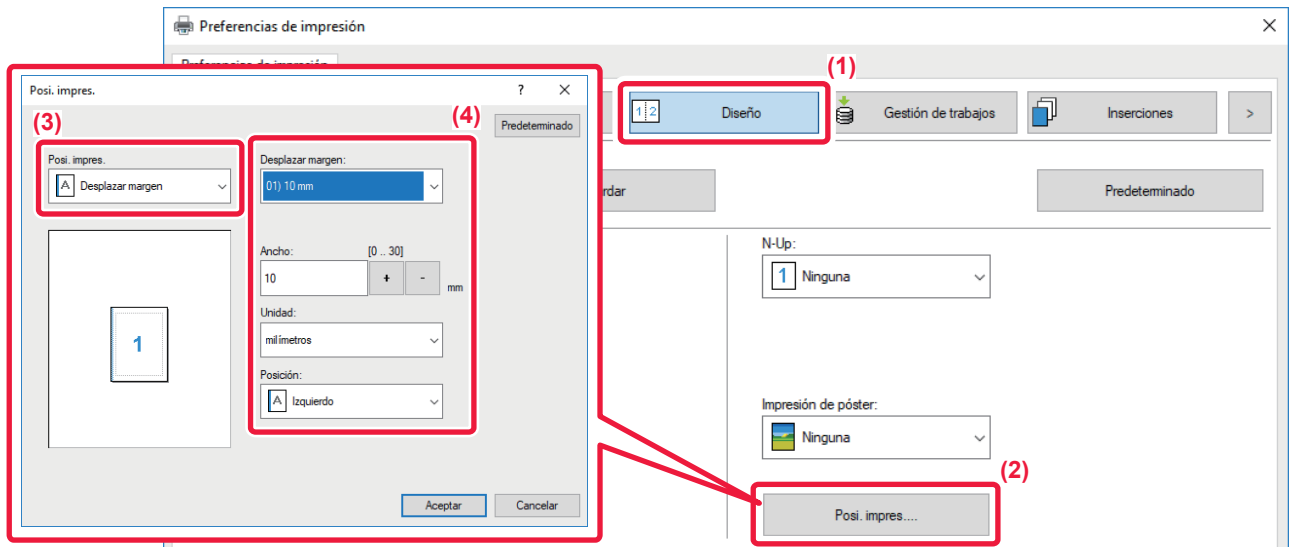 Preferencias de impresión
Preferencias de impresión
(1)
1 2 Diseño
Gestión de trabajos
Inserciones
>
Predeterminado
N-Up:
1 Ninguna
Impresión de póster:
Ninguna
(2)
Posi. impres....
Posi. impres.
?
(3)
(4)
Predeterminado
Posi. impres.
A Desplazar margen
1
Desplazar margen:
01) 10 mm
Ancho: [0 .. 30]
10 + - mm
Unidad:
milímetros
Posición:
A Izquierdo
Aceptar
Cancelar